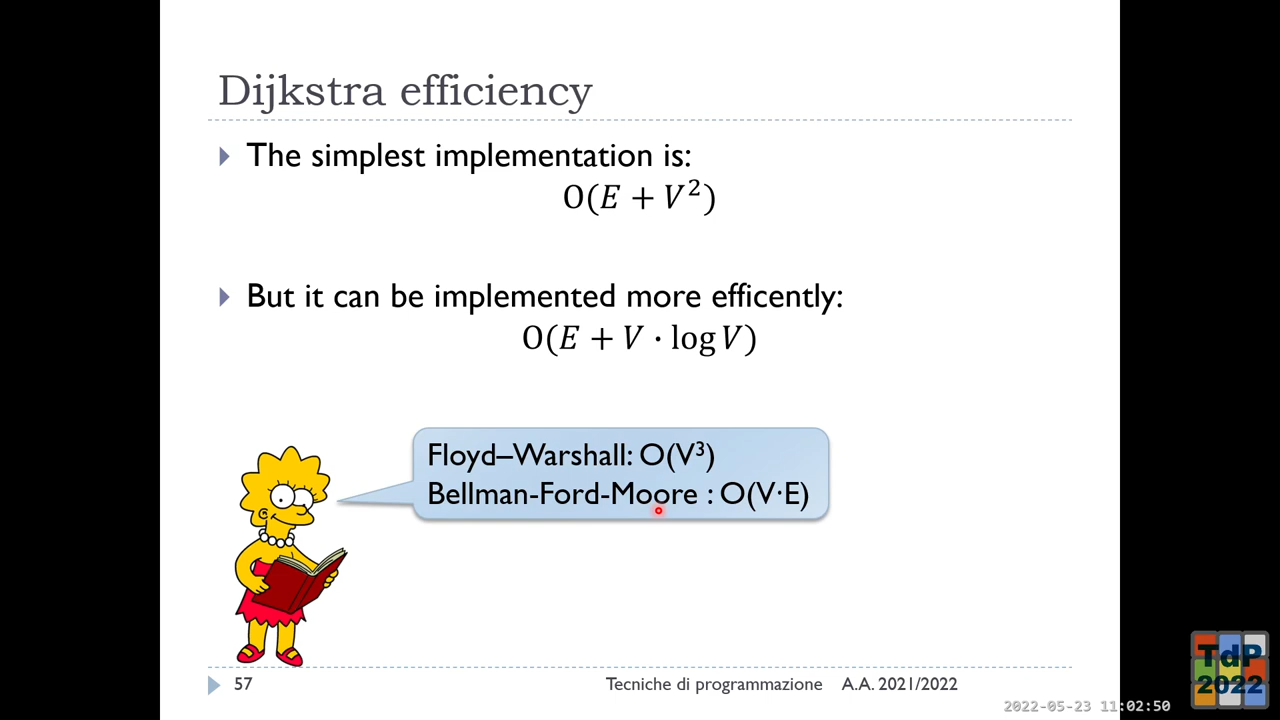 Dijkstra efficiency
The simplest implementation is:
O(E + V²)
But it can be implemented more efficently:
O(E + V · log V)
Floyd–Warshall: O(V³)
Bellman-Ford-Moore : O(V·E)
57
Tecniche di programmazione A.A. 2021/2022
TdP
2022
2022-05-23 11:02:50